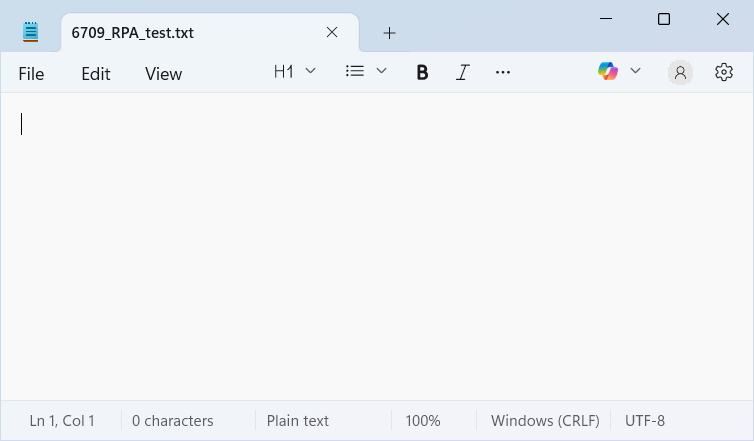 6709_RPA_test.txt
File Edit View H1 B I
Ln 1, Col 1 0 characters Plain text 100% Windows (CRLF) UTF-8